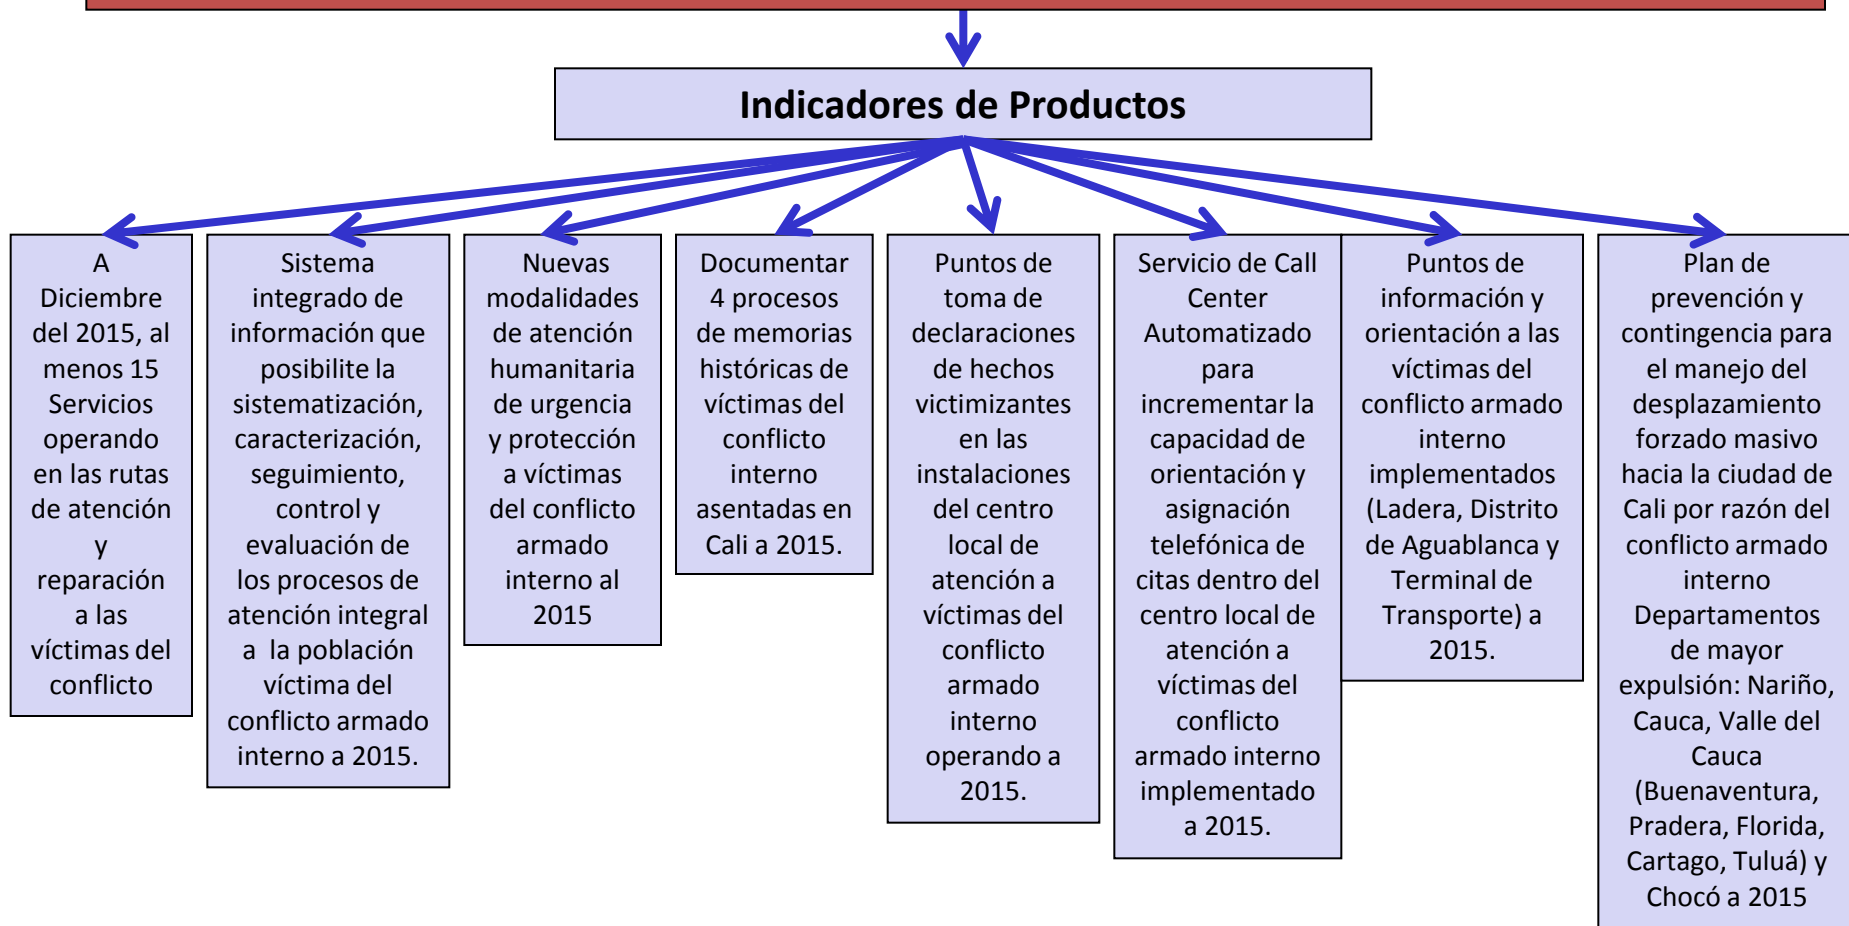 Indicadores de Productos
A
Diciembre
del 2015, al
menos 15
Servicios
operando
en las rutas
de atención
y
reparación
a las
víctimas del
conflicto
Sistema
integrado de
información que
posibilite la
sistematización,
caracterización,
seguimiento,
control y
evaluación de
los procesos de
atención integral
a la población
víctima del
conflicto armado
interno a 2015.
Nuevas
modalidades
de atención
humanitaria
de urgencia
y protección
a víctimas
del conflicto
armado
interno al
2015
Documentar
4 procesos
de memorias
históricas de
víctimas del
conflicto
interno
asentadas en
Cali a 2015.
Puntos de
toma de
declaraciones
de hechos
victimizantes
en las
instalaciones
del centro
local de
atención a
víctimas del
conflicto
armado
interno
operando a
2015.
Servicio de Call
Center
Automatizado
para
incrementar la
capacidad de
orientación y
asignación
telefónica de
citas dentro del
centro local de
atención a
víctimas del
conflicto
armado interno
implementado
a 2015.
Puntos de
información y
orientación a las
víctimas del
conflicto armado
interno
implementados
(Ladera, Distrito
de Aguablanca y
Terminal de
Transporte) a
2015.
Plan de
prevención y
contingencia para
el manejo del
desplazamiento
forzado masivo
hacia la ciudad de
Cali por razón del
conflicto armado
interno
Departamentos
de mayor
expulsión: Nariño,
Cauca, Valle del
Cauca
(Buenaventura,
Pradera, Florida,
Cartago, Tuluá) y
Chocó a 2015